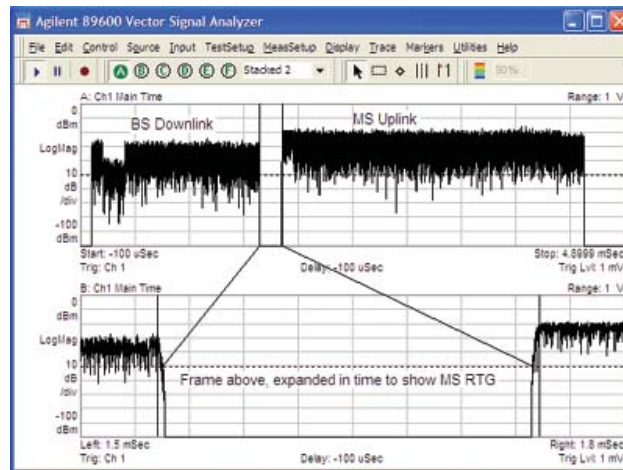 Agilent 89600 Vector Signal Analyzer
File Edit Control Source Input TestSetup MeasSetup Display Trace Markers Utilities Help
A B C D E F Stacked 2 50%
A: Ch1 Main Time Range: 1 V
0
dBm
BS Downlink MS Uplink
LogMag
10
dB
/div
-100
dBm
Start: -100 uSec Stop: 4.8999 mSec
Trig: Ch 1 Delay: -100 uSec Trig Lvl: 1 mV
B: Ch1 Main Time Range: 1 V
0
dBm
LogMag
10
dB
/div
Frame above, expanded in time to show MS RTG
-100
dBm
Left: 1.5 mSec Right: 1.8 mSec
Trig: Ch 1 Delay: -100 uSec Trig Lvl: 1 mV